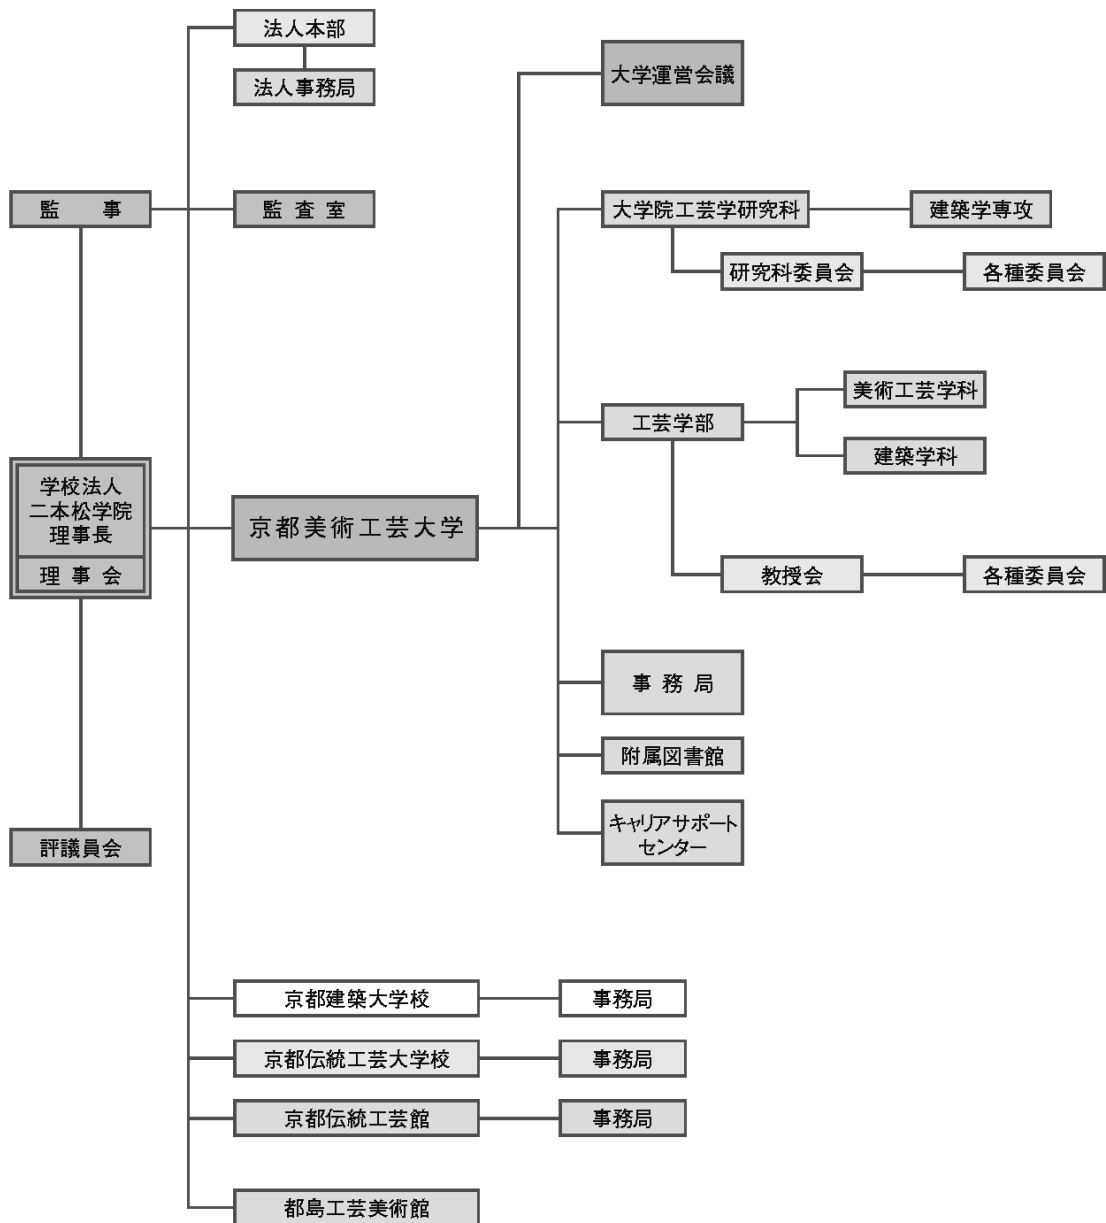 法人本部
法人事務局
大学運営会議
監事
監査室
大学院工芸学研究科
建築学専攻
研究科委員会
各種委員会
美術工芸学科
工芸学部
建築学科
学校法人
二本松学院
理事長
理事会
京都美術工芸大学
教授会
各種委員会
事務局
附属図書館
キャリアサポート
センター
評議員会
京都建築大学校
事務局
京都伝統工芸大学校
事務局
京都伝統工芸館
事務局
都島工芸美術館